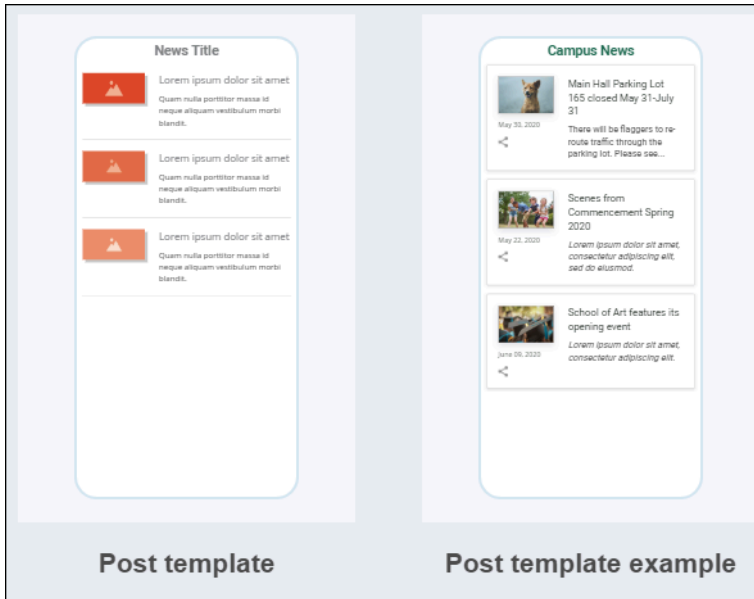 News Title
Lorem ipsum dolor sit amet
Quam nulla porttitor massa id
neque aliquam vestibulum morbi
blandit.
Lorem ipsum dolor sit amet
Quam nulla porttitor massa id
neque aliquam vestibulum morbi
blandit.
Lorem ipsum dolor sit amet
Quam nulla porttitor massa id
neque aliquam vestibulum morbi
blandit.
Post template
Campus News
Main Hall Parking Lot
165 closed May 31-July
31
May 30, 2020
There will be flaggers to re-
route traffic through the
parking lot. Please see...
Scenes from
Commencement Spring
2020
May 22, 2020
Lorem ipsum dolor sit amet,
consectetur adipiscing elit,
sed do eiusmod.
School of Art features its
opening event
Lorem ipsum dolor sit amet,
consectetur adipiscing elit.
June 09, 2020
Post template example